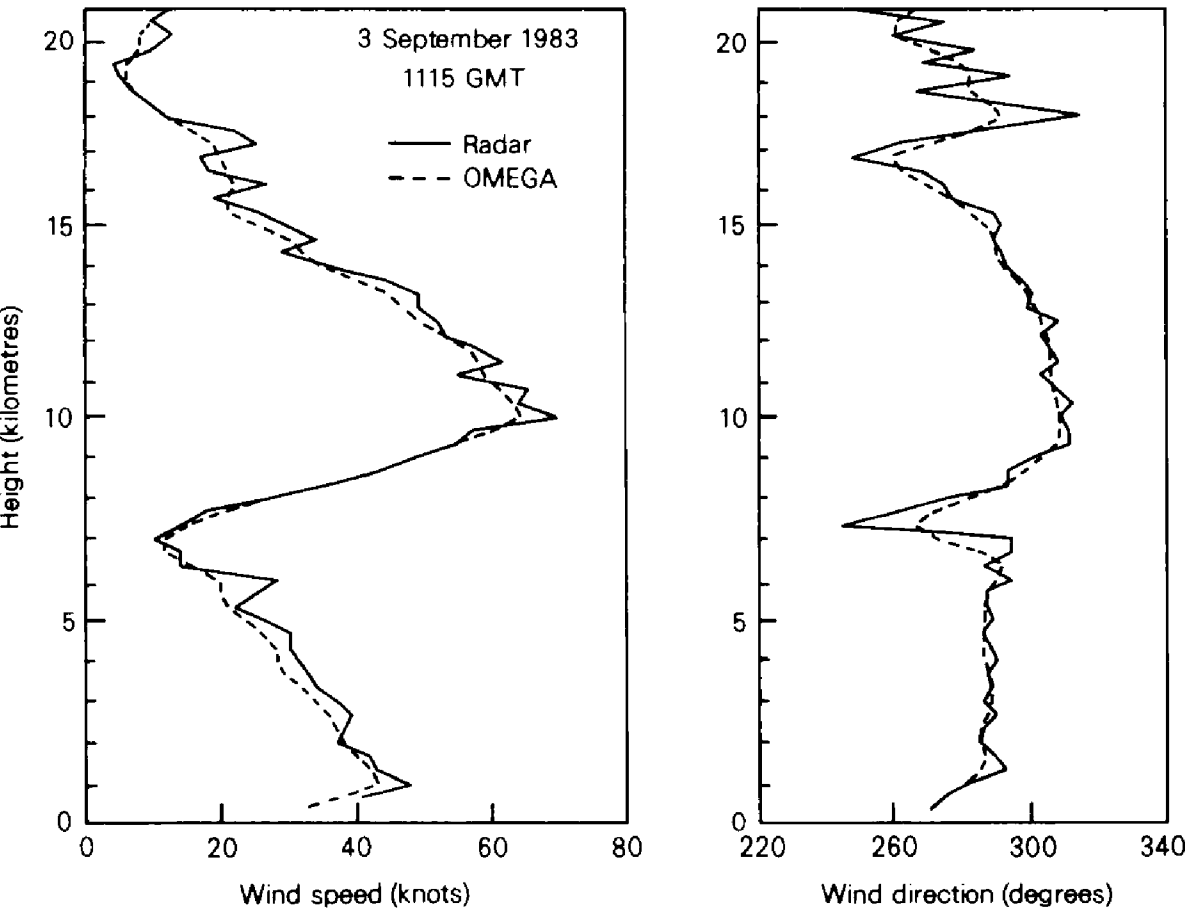 3 September 1983
1115 GMT
Radar
OMEGA
Height (kilometres)
20
15
10
5
0
0 20 40 60 80
Wind speed (knots)
20
15
10
5
0
220 260 300 340
Wind direction (degrees)